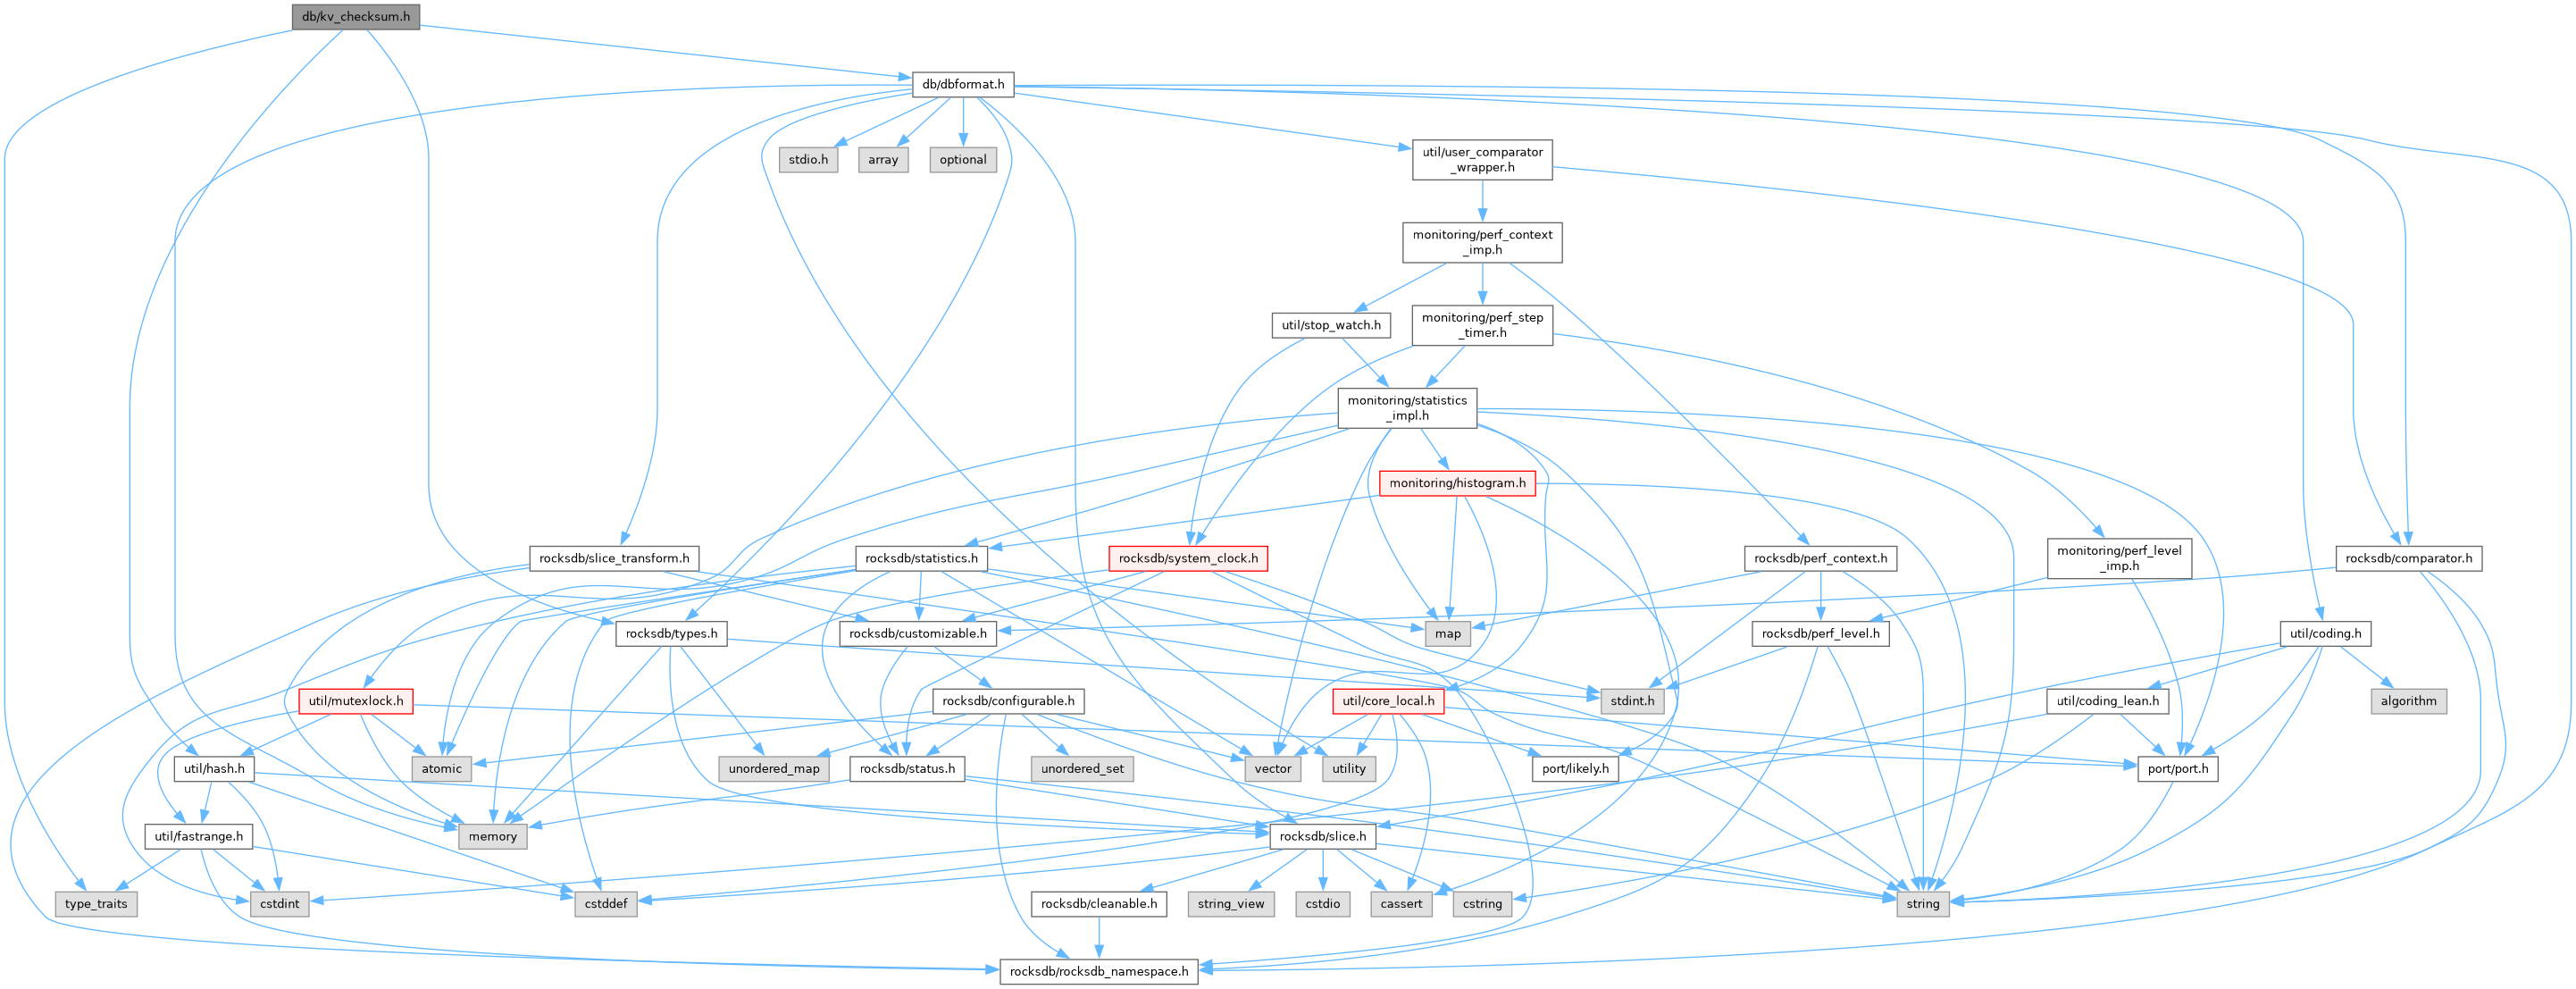 db/kv_checksum.h
db/dbformat.h
stdio.h
array
optional
util/user_comparator
_wrapper.h
monitoring/perf_context
_imp.h
util/stop_watch.h
monitoring/perf_step
_timer.h
monitoring/statistics
_impl.h
monitoring/histogram.h
rocksdb/slice_transform.h
rocksdb/statistics.h
rocksdb/system_clock.h
rocksdb/perf_context.h
monitoring/perf_level
_imp.h
rocksdb/comparator.h
rocksdb/types.h
rocksdb/customizable.h
map
rocksdb/perf_level.h
util/coding.h
util/mutexlock.h
rocksdb/configurable.h
util/core_local.h
stdint.h
util/coding_lean.h
algorithm
util/hash.h
atomic
unordered_map
rocksdb/status.h
unordered_set
vector
utility
port/likely.h
port/port.h
util/fastrange.h
memory
rocksdb/slice.h
type_traits
cstdint
cstddef
rocksdb/cleanable.h
string_view
cstdio
cassert
cstring
string
rocksdb/rocksdb_namespace.h